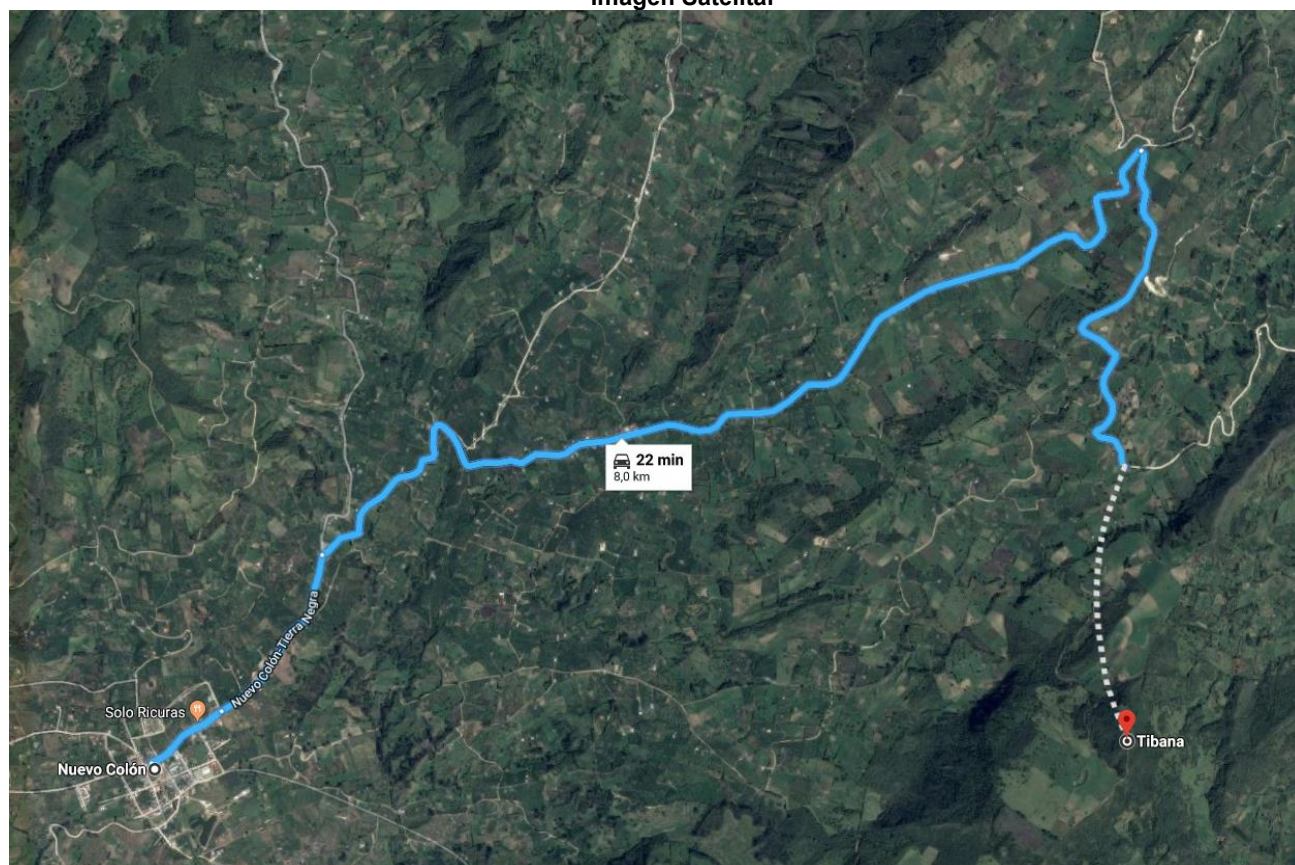 Imagen Satelital
22 min
8,0 km
Nuevo Colón-Tierra Negra
Solo Ricuras
Nuevo Colón
Tibana